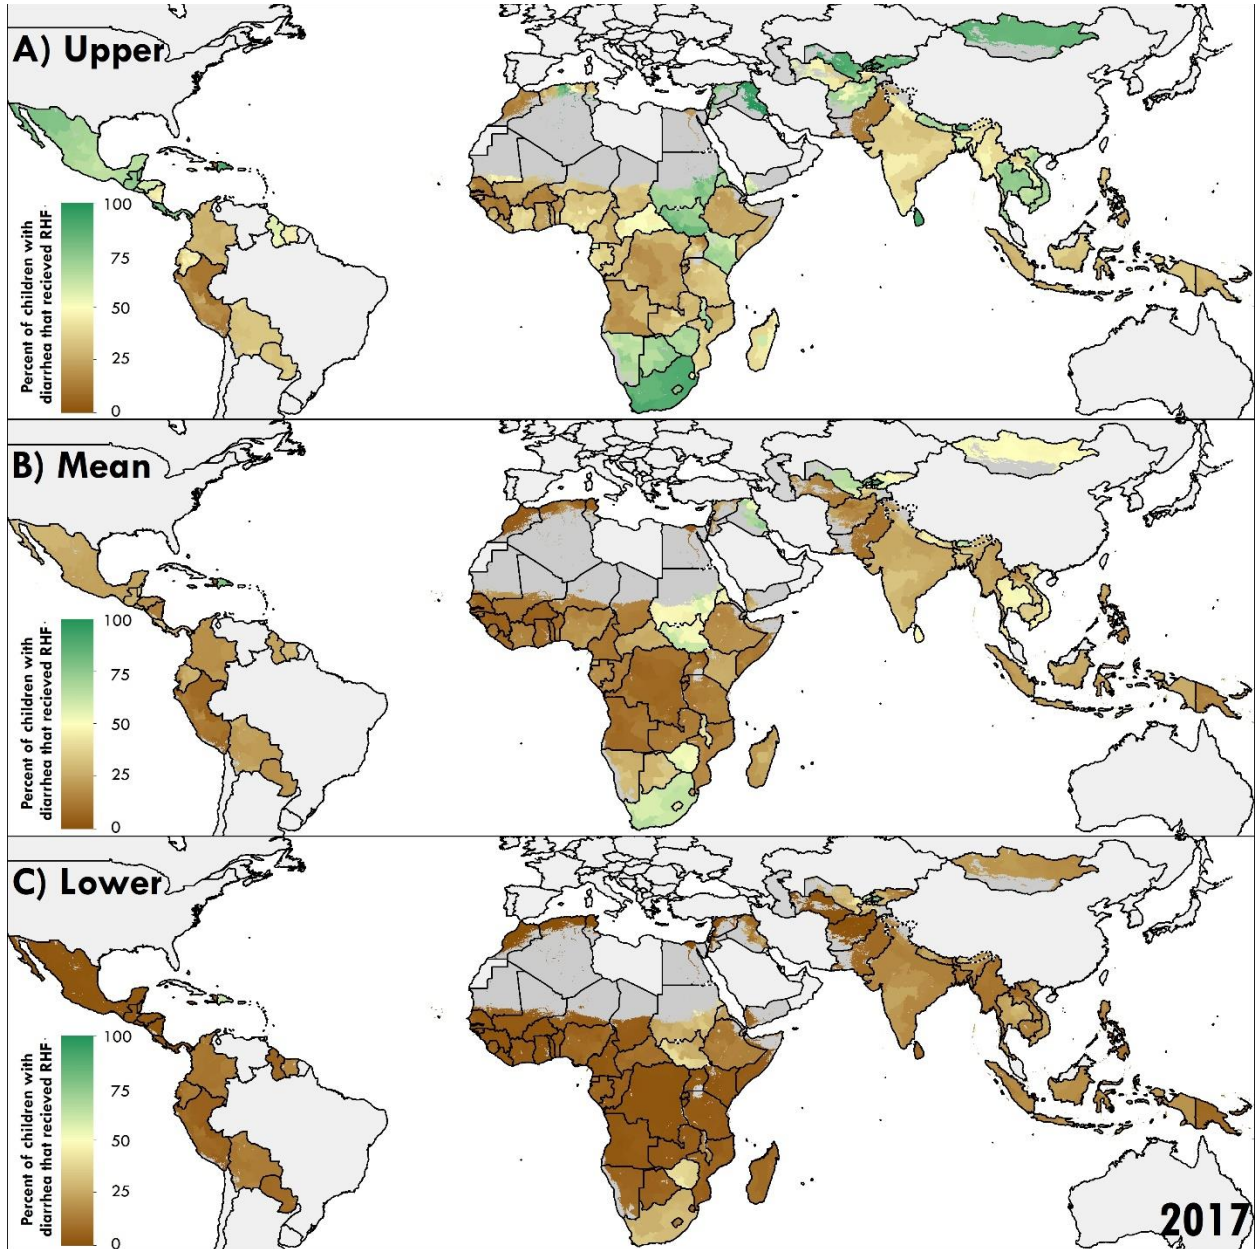 A) Upper
Percent of children with
diarrhea that recieved RHF
100
75
50
25
0
B) Mean
Percent of children with
diarrhea that recieved RHF
100
75
50
25
0
C) Lower
Percent of children with
diarrhea that recieved RHF
100
75
50
25
0
2017